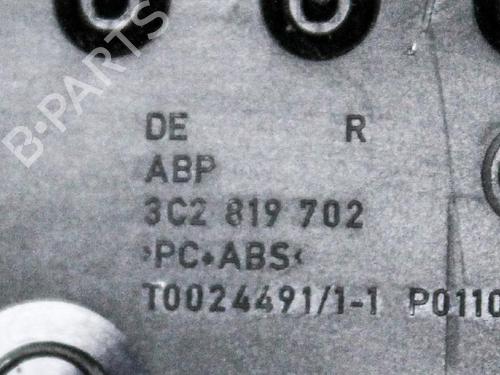 B-PARTS
DE R
ABP
3C2 819 702
>PC+ABS<
T0024491/1-1 P0110